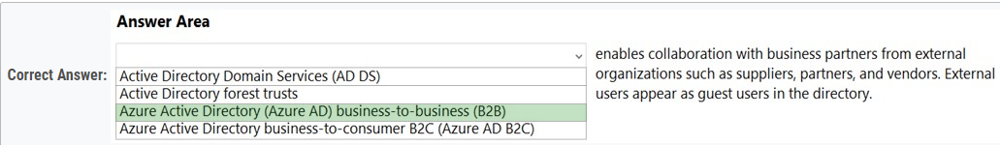 Answer Area
Correct Answer:
Active Directory Domain Services (AD DS)
Active Directory forest trusts
Azure Active Directory (Azure AD) business-to-business (B2B)
Azure Active Directory business-to-consumer B2C (Azure AD B2C)
enables collaboration with business partners from external
organizations such as suppliers, partners, and vendors. External
users appear as guest users in the directory.